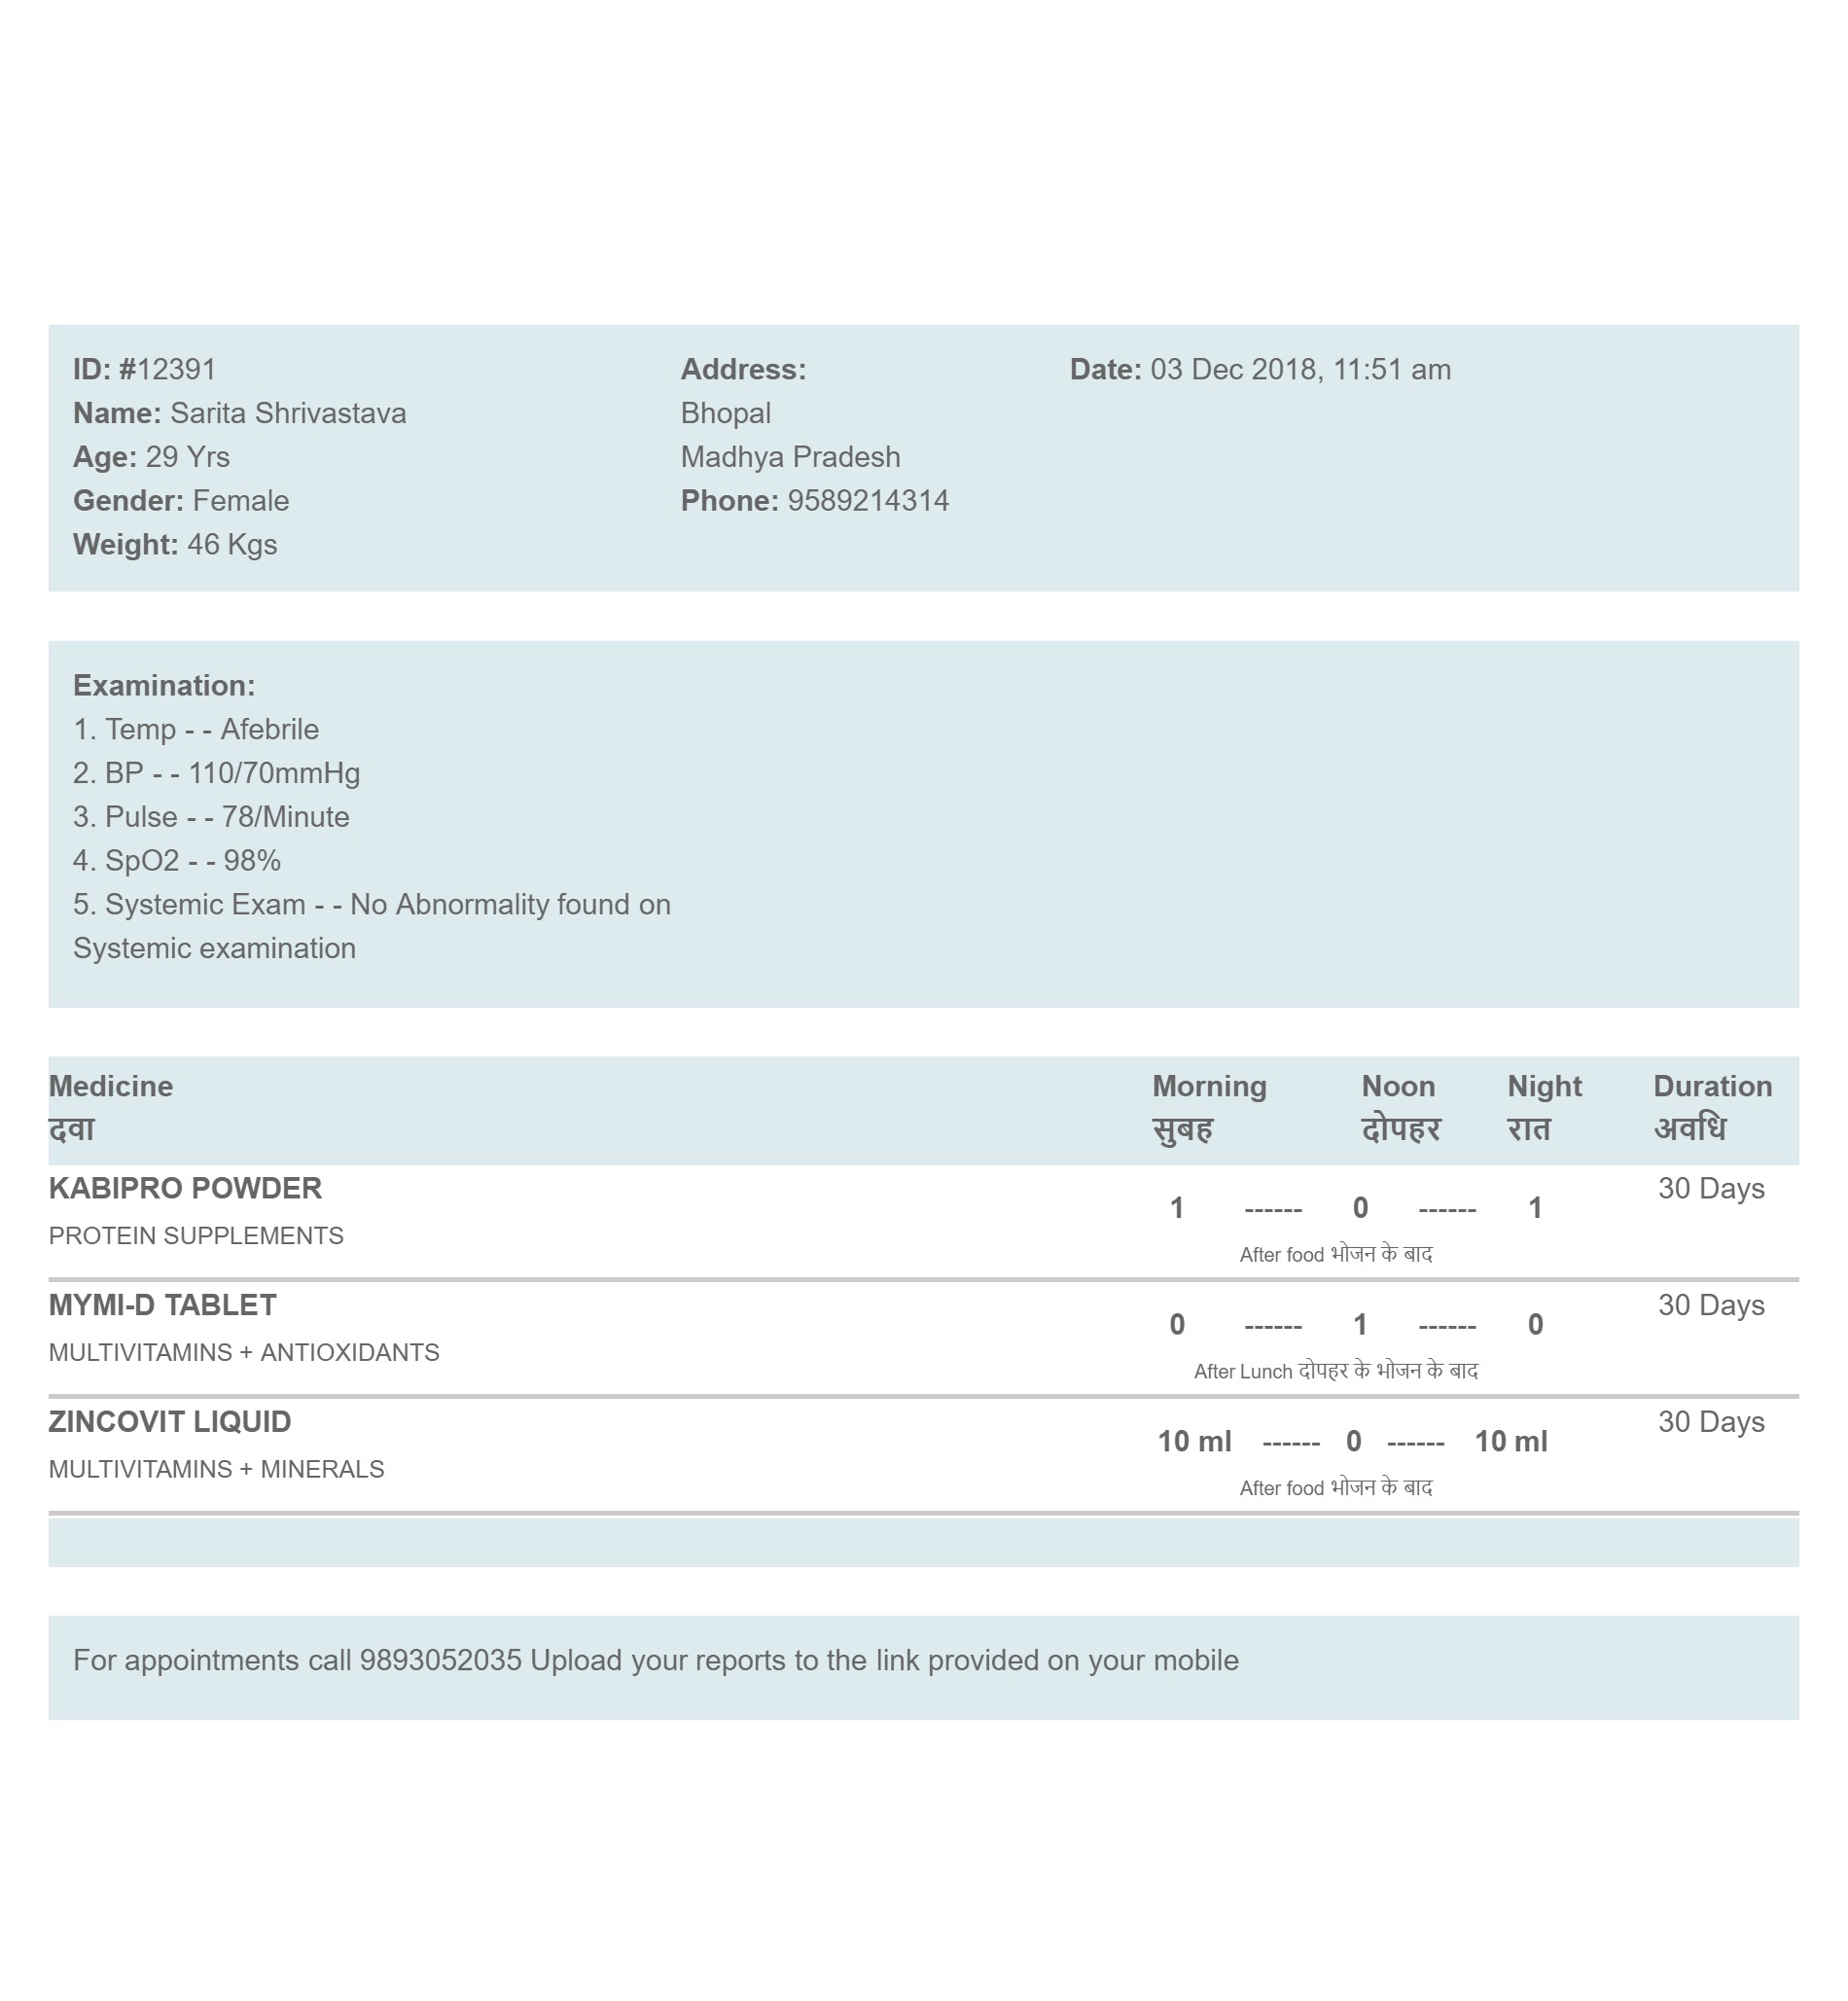 ID: #12391
Name: Sarita Shrivastava
Age: 29 Yrs
Gender: Female
Weight: 46 Kgs
Address:
Bhopal
Madhya Pradesh
Phone: 9589214314
Date: 03 Dec 2018, 11:51 am
Examination:
1. Temp - - Afebrile
2. BP - - 110/70mmHg
3. Pulse - - 78/Minute
4. SpO2 - - 98%
5. Systemic Exam - - No Abnormality found on
Systemic examination
Medicine Morning Noon Night Duration
दवा सुबह दोपहर रात अवधि
KABIPRO POWDER 1 ------ 0 ------ 1 30 Days
PROTEIN SUPPLEMENTS After food भोजन के बाद
MYMI-D TABLET 0 ------ 1 ------ 0 30 Days
MULTIVITAMINS + ANTIOXIDANTS After Lunch दोपहर के भोजन के बाद
ZINCOVIT LIQUID 10 ml ------ 0 ------ 10 ml 30 Days
MULTIVITAMINS + MINERALS After food भोजन के बाद
For appointments call 9893052035 Upload your reports to the link provided on your mobile